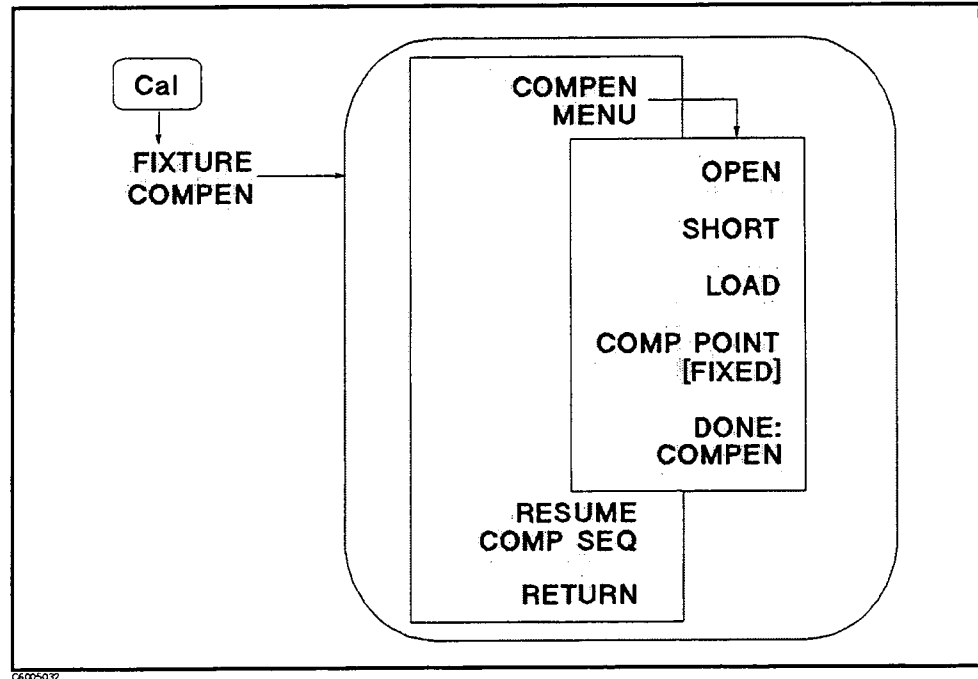 Cal
FIXTURE
COMPEN
COMPEN
MENU
OPEN
SHORT
LOAD
COMP POINT
[FIXED]
DONE:
COMPEN
RESUME
COMP SEQ
RETURN
C6005032